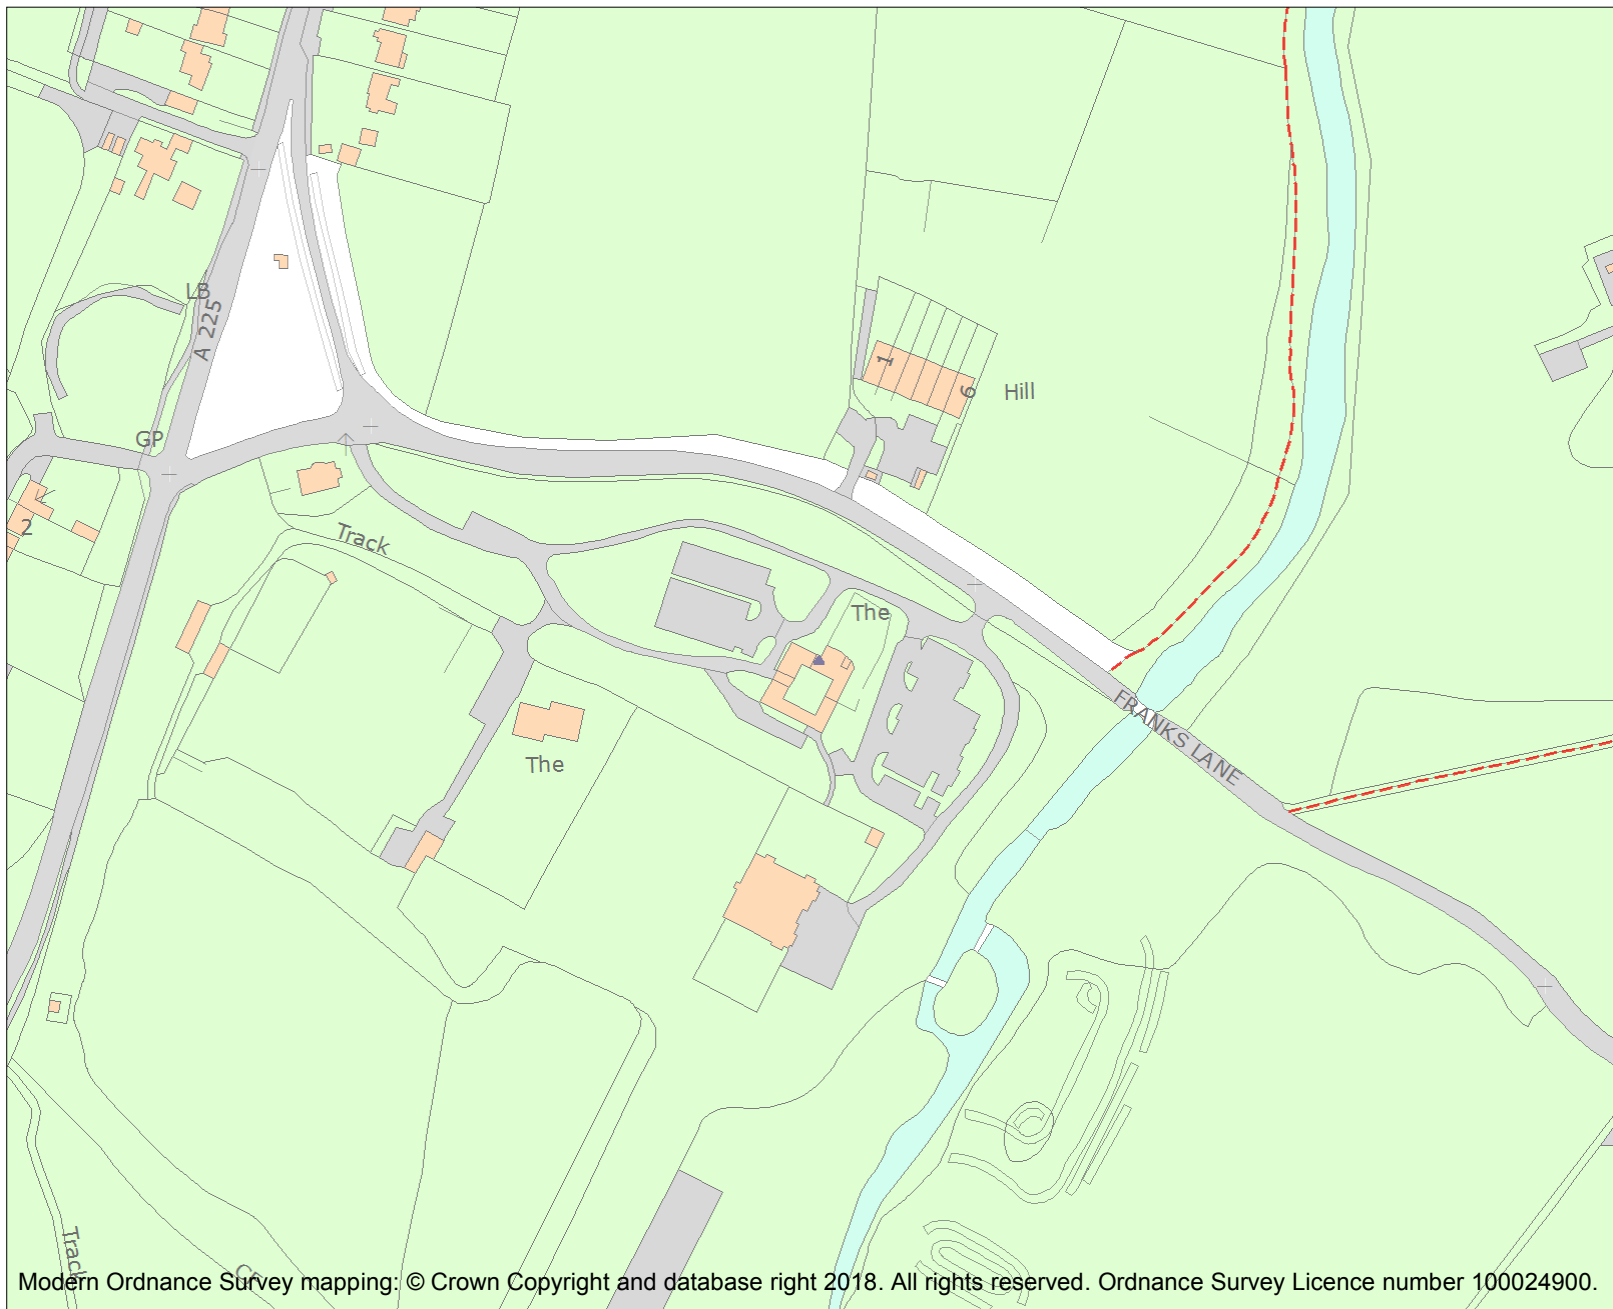 LB
A 225
1
6
Hill
GP
2
Track
The
FRANKS LANE
The
Track
CF
Modern Ordnance Survey mapping: © Crown Copyright and database right 2018. All rights reserved. Ordnance Survey Licence number 100024900.